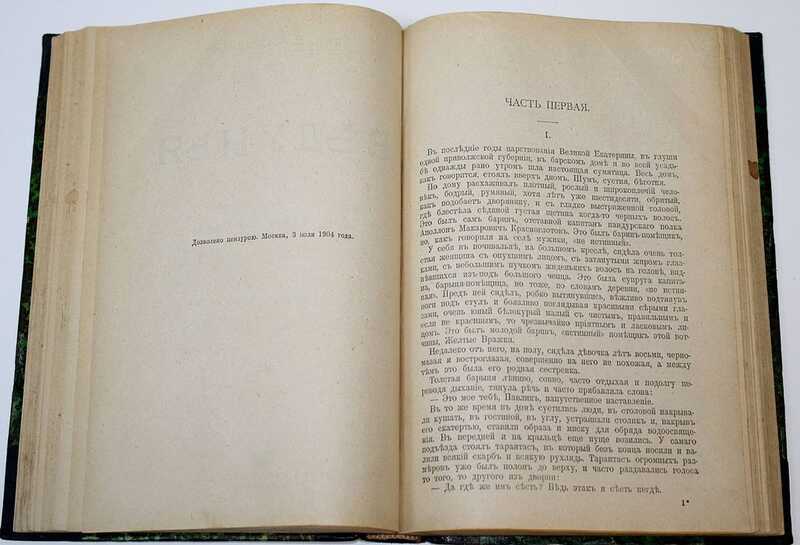 Дозволено цензурою. Москва, 3 іюля 1904 года.
ЧАСТЬ ПЕРВАЯ.
I.
Въ послѣдніе годы царствованія Великой Екатерины, въ глуши
одной приволжской губерніи, въ барскомъ домѣ и во всей усадь-
бѣ однажды рано утромъ шла настоящая сумятица. Весь домъ,
какъ говорится, стоялъ вверхъ дномъ. Шумъ, суетня, бѣготня.
По дому расхаживалъ плотный, рослый и широкоплечій чело-
вѣкъ, бодрый, румяный, хотя лѣтъ уже шестидесяти, обритый,
какъ подобаетъ дворянину, и съ гладко выстриженной головой,
гдѣ блестѣла сѣдиной густая щетина когда-то черныхъ волосъ.
Это былъ самъ баринъ, отставной капитанъ пандурскаго полка
Аполлонъ Макаровичъ Красноглотовъ. Это былъ баринъ-помѣщикъ,
но, какъ говорили на селѣ мужики, «не истинный».
У себя въ почивальнѣ, на большомъ креслѣ, сидѣла очень тол-
стая женщина съ опухшимъ лицомъ, съ затянутыми жиромъ глаз-
ками, съ небольшимъ пучкомъ жиденькихъ волосъ на головѣ, вид-
нѣвшихся изъ-подъ большого чепца. Это была супруга капита-
на, барыня-помѣщица, но тоже, по словамъ деревни, «не истин-
ная». Предъ ней сидѣлъ, робко вытянувшись, вѣжливо подтянувъ
ноги подъ стулъ и боязливо поглядывая красивыми сѣрыми гла-
зами, очень юный бѣлокурый малый съ чистымъ, правильнымъ и
если не красивымъ, то чрезвычайно пріятнымъ и ласковымъ ли-
цомъ. Это былъ молодой баринъ, «истинный» помѣщикъ этой вот-
чины, Желтые Вражки.
Недалеко отъ него, на полу, сидѣла дѣвочка лѣтъ восьми, черно-
мазая и востроглазая, совершенно на него не похожая, а между
тѣмъ это была его родная сестренка.
Толстая барыня лѣниво, сонно, часто отдыхая и подолгу пе-
реводя дыханіе, тянула рѣчь и часто прибавляла слова:
— Это мое тебѣ, Павликъ, напутственное наставленіе.
Въ то же время въ домѣ суетились люди, въ столовой накрыва-
ли кушать, въ гостиной, въ углу, устраивали столикъ и, накрывъ
его скатертью, ставили образа и миску для обряда водоосвяще-
нія. Въ передней и на крыльцѣ еще пуще возились. У самаго
подъѣзда стоялъ тарантасъ, въ который безъ конца носили и ва-
лили всякій скарбъ и всякую рухлядь. Тарантасъ огромныхъ раз-
мѣровъ уже былъ полонъ до верху, и часто раздавались голоса
то того, то другого изъ дворни:
— Да гдѣ же имъ сѣсть? Вѣдь этакъ и сѣсть негдѣ.
1*